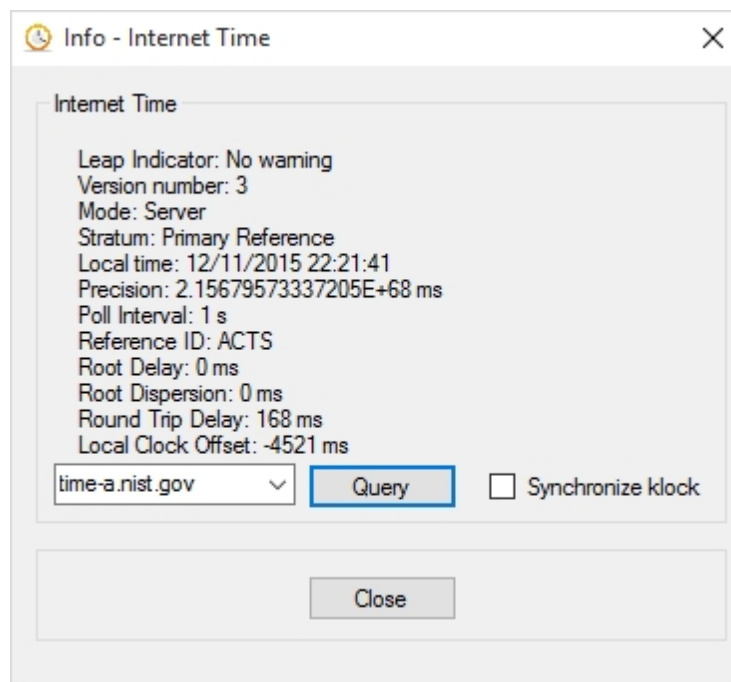 Info - Internet Time
Internet Time
Leap Indicator: No warning
Version number: 3
Mode: Server
Stratum: Primary Reference
Local time: 12/11/2015 22:21:41
Precision: 2.15679573337205E+68 ms
Poll Interval: 1 s
Reference ID: ACTS
Root Delay: 0 ms
Root Dispersion: 0 ms
Round Trip Delay: 168 ms
Local Clock Offset: -4521 ms
time-a.nist.gov Query Synchronize klock
Close